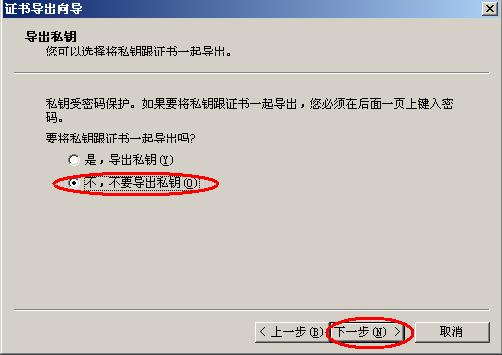 证书导出向导
导出私钥
您可以选择将私钥跟证书一起导出。
私钥受密码保护。如果要将私钥跟证书一起导出，您必须在后面一页上键入密
码。
要将私钥跟证书一起导出吗?
是，导出私钥(Y)
不，不要导出私钥(O)
< 上一步(B) 下一步(N) > 取消